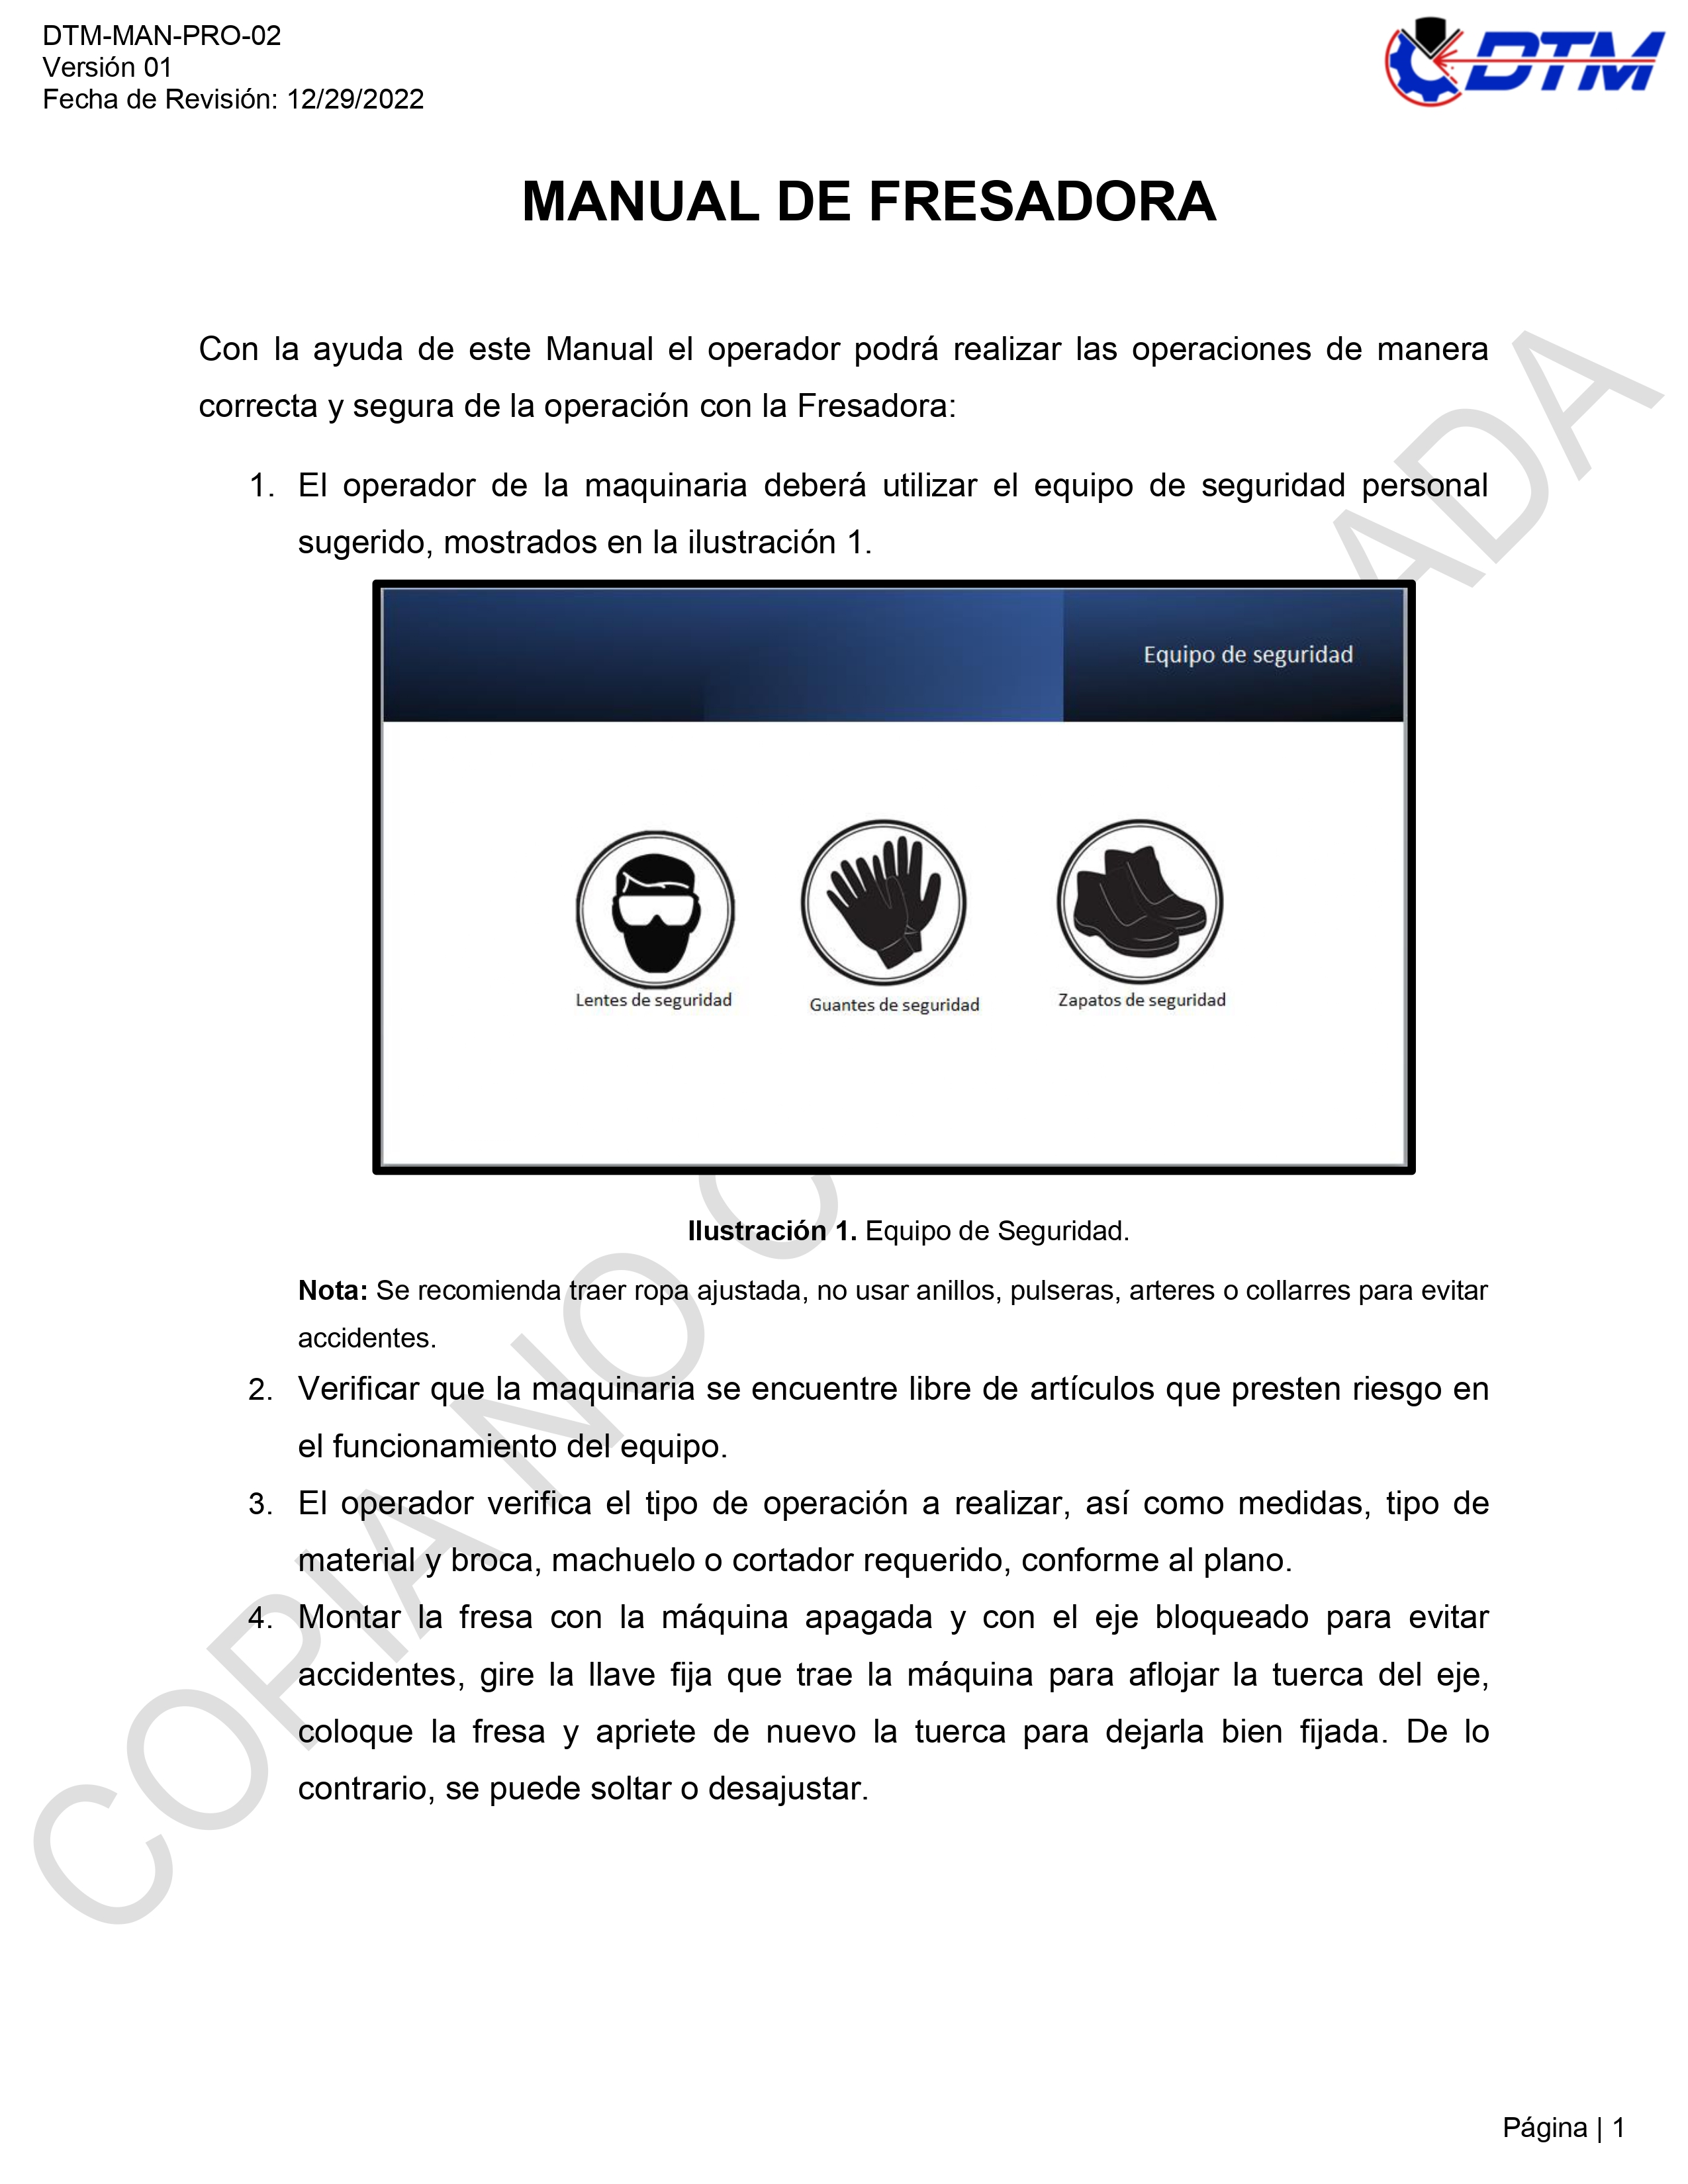 DTM-MAN-PRO-02
Versión 01
Fecha de Revisión: 12/29/2022
DTM
MANUAL DE FRESADORA
Con la ayuda de este Manual el operador podrá realizar las operaciones de manera
correcta y segura de la operación con la Fresadora:
1. El operador de la maquinaria deberá utilizar el equipo de seguridad personal
sugerido, mostrados en la ilustración 1.
Equipo de seguridad
Lentes de seguridad
Guantes de seguridad
Zapatos de seguridad
Ilustración 1. Equipo de Seguridad.
Nota: Se recomienda traer ropa ajustada, no usar anillos, pulseras, arteres o collarres para evitar
accidentes.
2. Verificar que la maquinaria se encuentre libre de artículos que presten riesgo en
el funcionamiento del equipo.
3. El operador verifica el tipo de operación a realizar, así como medidas, tipo de
material y broca, machuelo o cortador requerido, conforme al plano.
4. Montar la fresa con la máquina apagada y con el eje bloqueado para evitar
accidentes, gire la llave fija que trae la máquina para aflojar la tuerca del eje,
coloque la fresa y apriete de nuevo la tuerca para dejarla bien fijada. De lo
contrario, se puede soltar o desajustar.
COPIA NO C
ADA
Página | 1